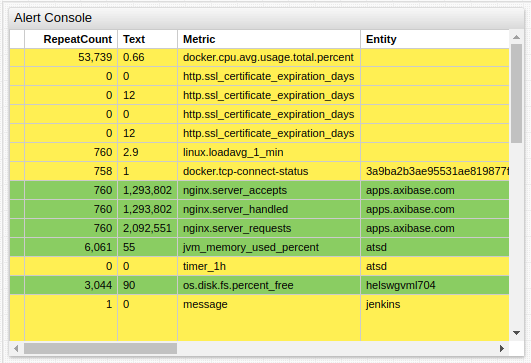 Alert Console
RepeatCount Text Metric Entity
53,739 0.66 docker.cpu.avg.usage.total.percent
0 0 http.ssl_certificate_expiration_days
0 12 http.ssl_certificate_expiration_days
0 0 http.ssl_certificate_expiration_days
0 12 http.ssl_certificate_expiration_days
760 2.9 linux.loadavg_1_min
758 1 docker.tcp-connect-status 3a9ba2b3ae95531ae819877f
760 1,293,802 nginx.server_accepts apps.axibase.com
760 1,293,802 nginx.server_handled apps.axibase.com
760 2,092,551 nginx.server_requests apps.axibase.com
6,061 55 jvm_memory_used_percent atsd
0 0 timer_1h atsd
3,044 90 os.disk.fs.percent_free helswgvml704
1 0 message jenkins